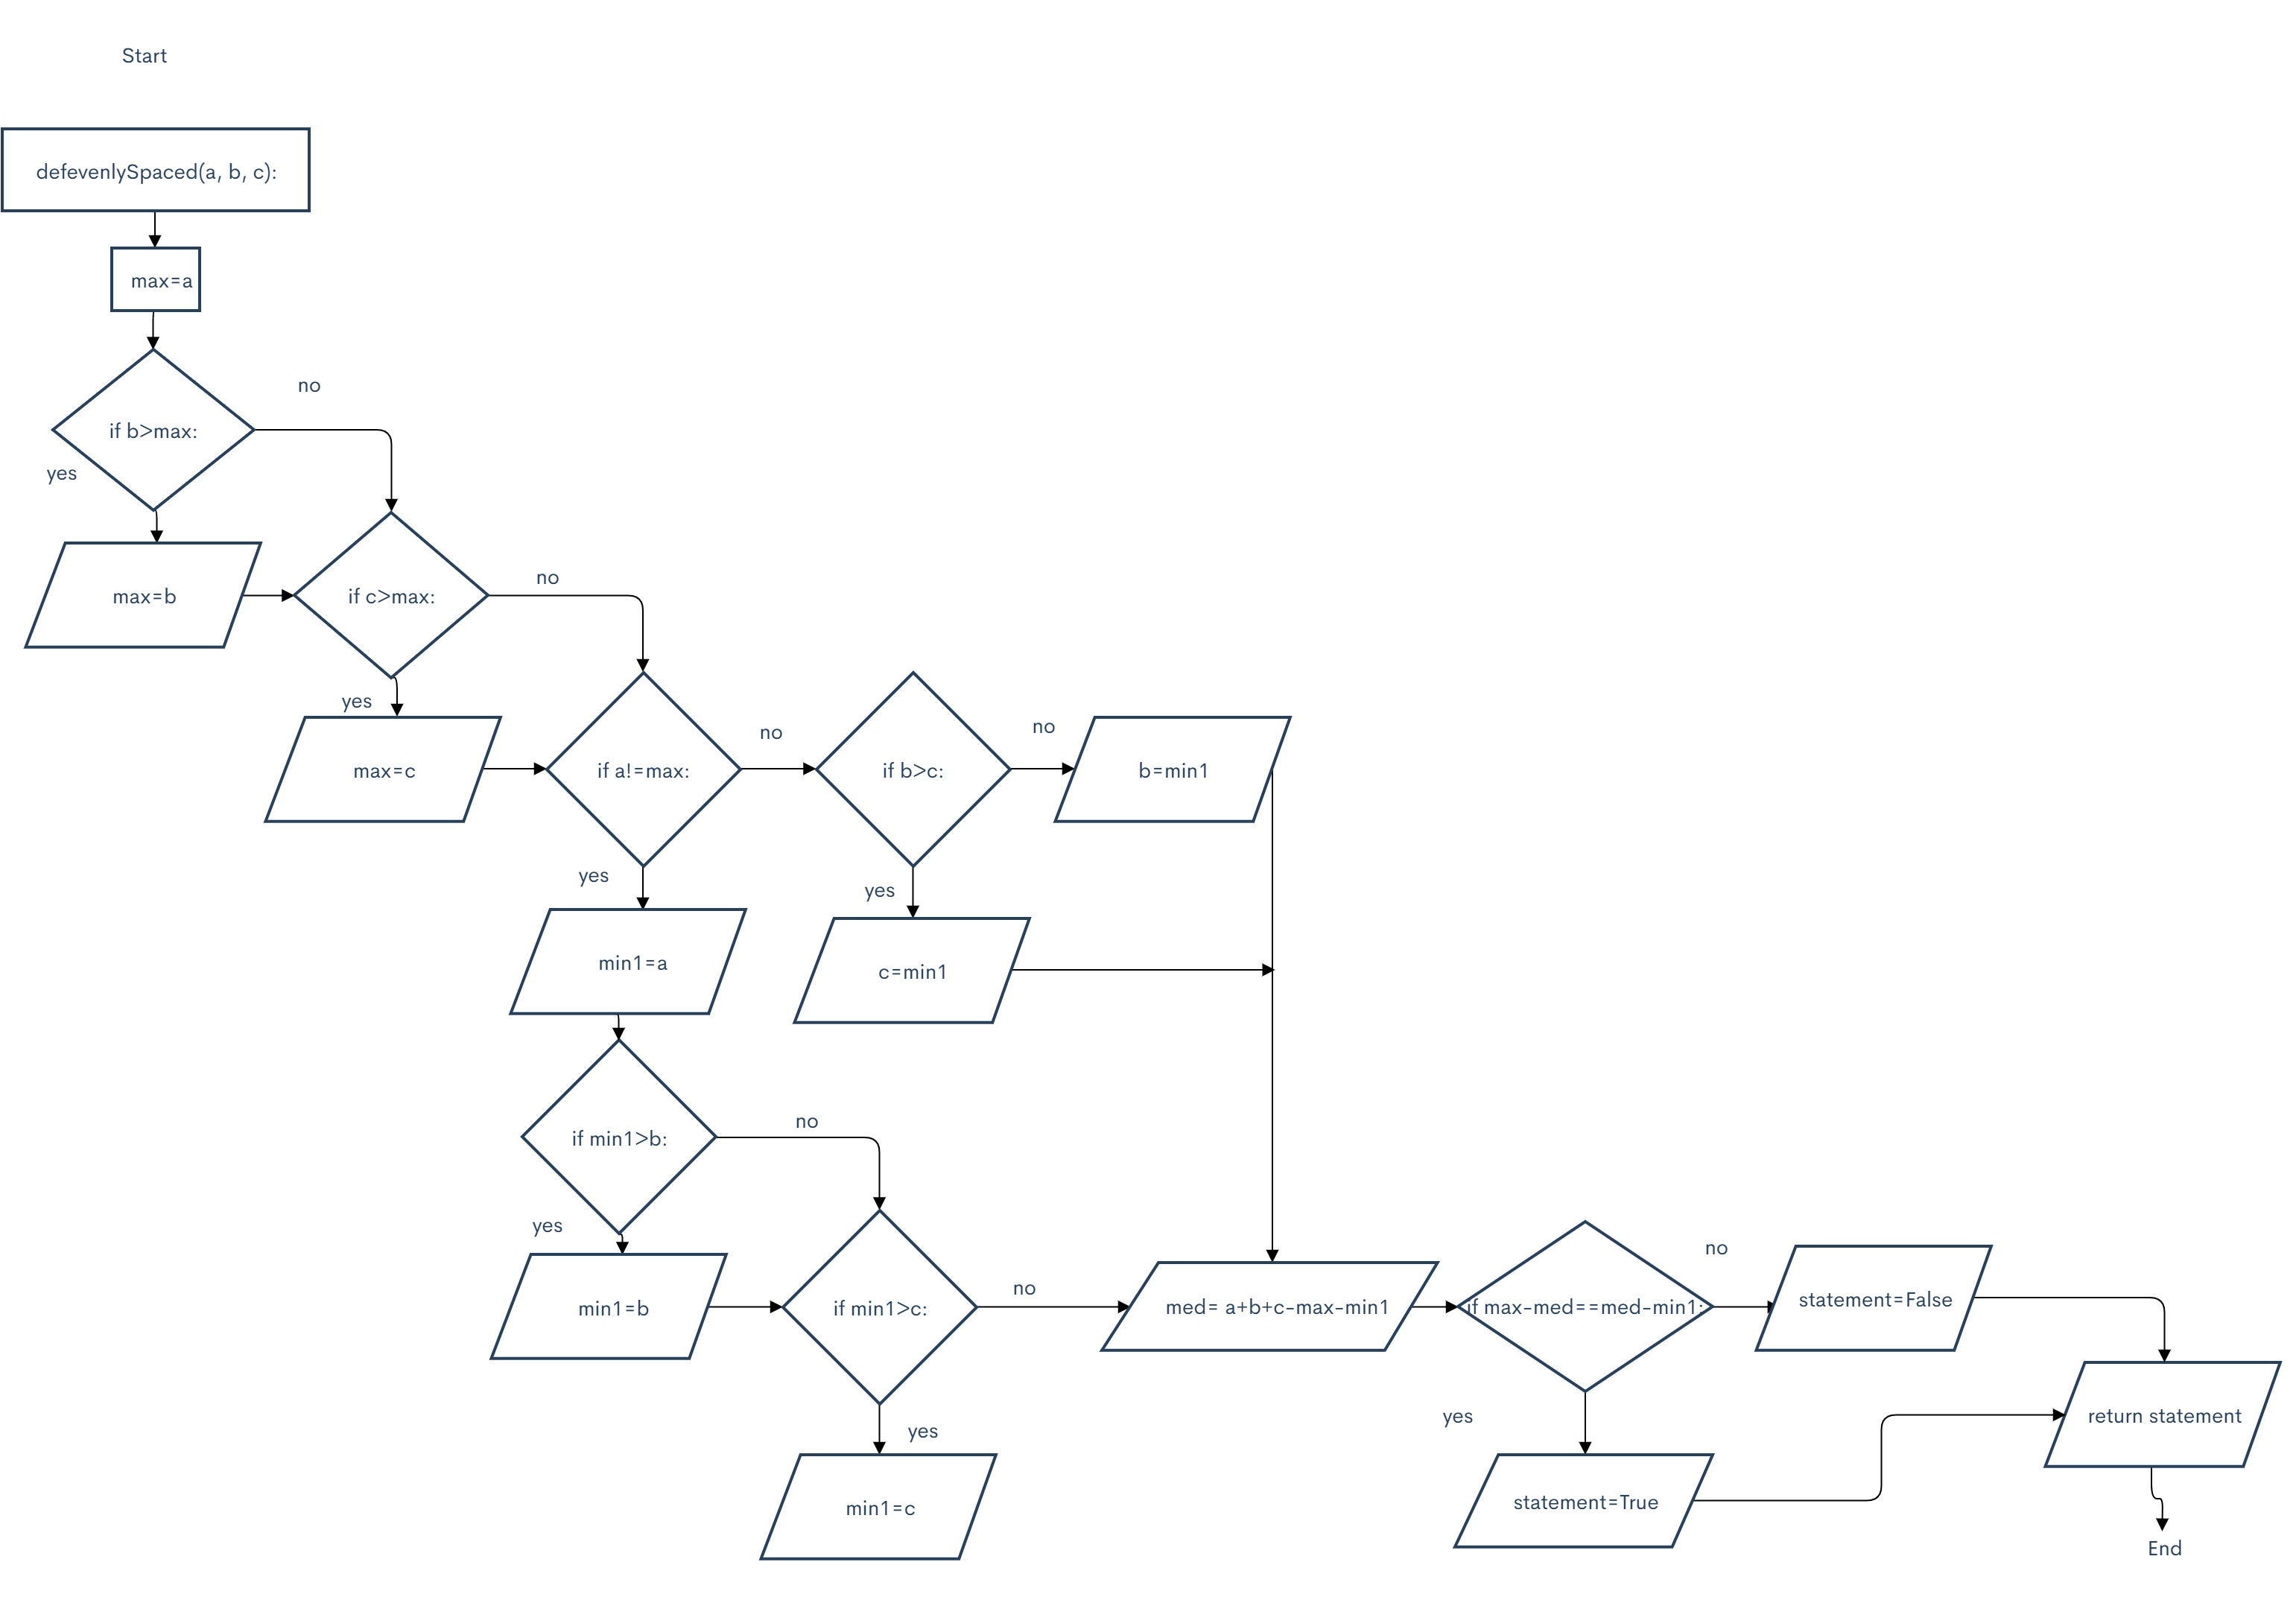 Start
defevenlySpaced(a, b, c):
max=a
no
if b>max:
yes
max=b
if c>max:
no
yes
max=c
if a!=max:
no
if b>c:
no
b=min1
yes
yes
min1=a
c=min1
if min1>b:
no
yes
min1=b
if min1>c:
no
med= a+b+c-max-min1
if max-med==med-min1:
no
statement=False
yes
yes
return statement
min1=c
statement=True
End